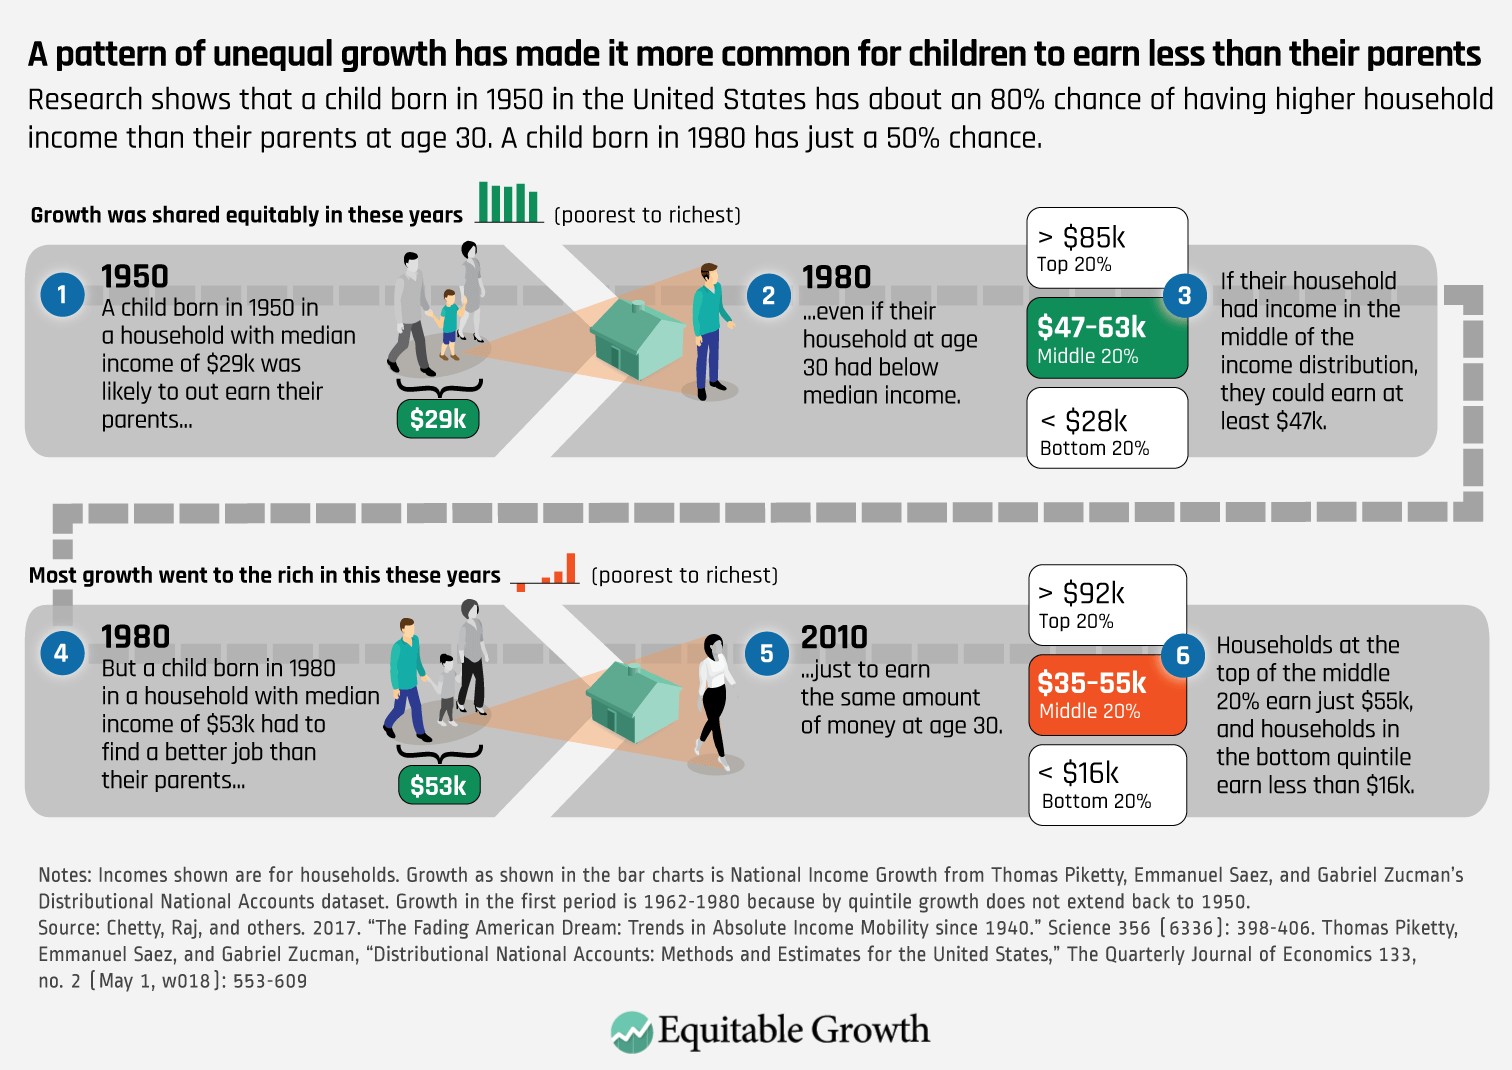 A pattern of unequal growth has made it more common for children to earn less than their parents
Research shows that a child born in 1950 in the United States has about an 80% chance of having higher household
income than their parents at age 30. A child born in 1980 has just a 50% chance.
Growth was shared equitably in these years (poorest to richest)
1
1950
A child born in 1950 in
a household with median
income of $29k was
likely to out earn their
parents...
$29k
2
1980
...even if their
household at age
30 had below
median income.
> $85k
Top 20%
$47-63k
Middle 20%
< $28k
Bottom 20%
3
If their household
had income in the
middle of the
income distribution,
they could earn at
least $47k.
Most growth went to the rich in this these years (poorest to richest)
4
1980
But a child born in 1980
in a household with median
income of $53k had to
find a better job than
their parents...
$53k
5
2010
...just to earn
the same amount
of money at age 30.
> $92k
Top 20%
$35-55k
Middle 20%
< $16k
Bottom 20%
6
Households at the
top of the middle
20% earn just $55k,
and households in
the bottom quintile
earn less than $16k.
Notes: Incomes shown are for households. Growth as shown in the bar charts is National Income Growth from Thomas Piketty, Emmanuel Saez, and Gabriel Zucman's
Distributional National Accounts dataset. Growth in the first period is 1962-1980 because by quintile growth does not extend back to 1950.
Source: Chetty, Raj, and others. 2017. “The Fading American Dream: Trends in Absolute Income Mobility since 1940.” Science 356 (6336): 398-406. Thomas Piketty,
Emmanuel Saez, and Gabriel Zucman, “Distributional National Accounts: Methods and Estimates for the United States,” The Quarterly Journal of Economics 133,
no. 2 (May 1, w018): 553-609
Equitable Growth